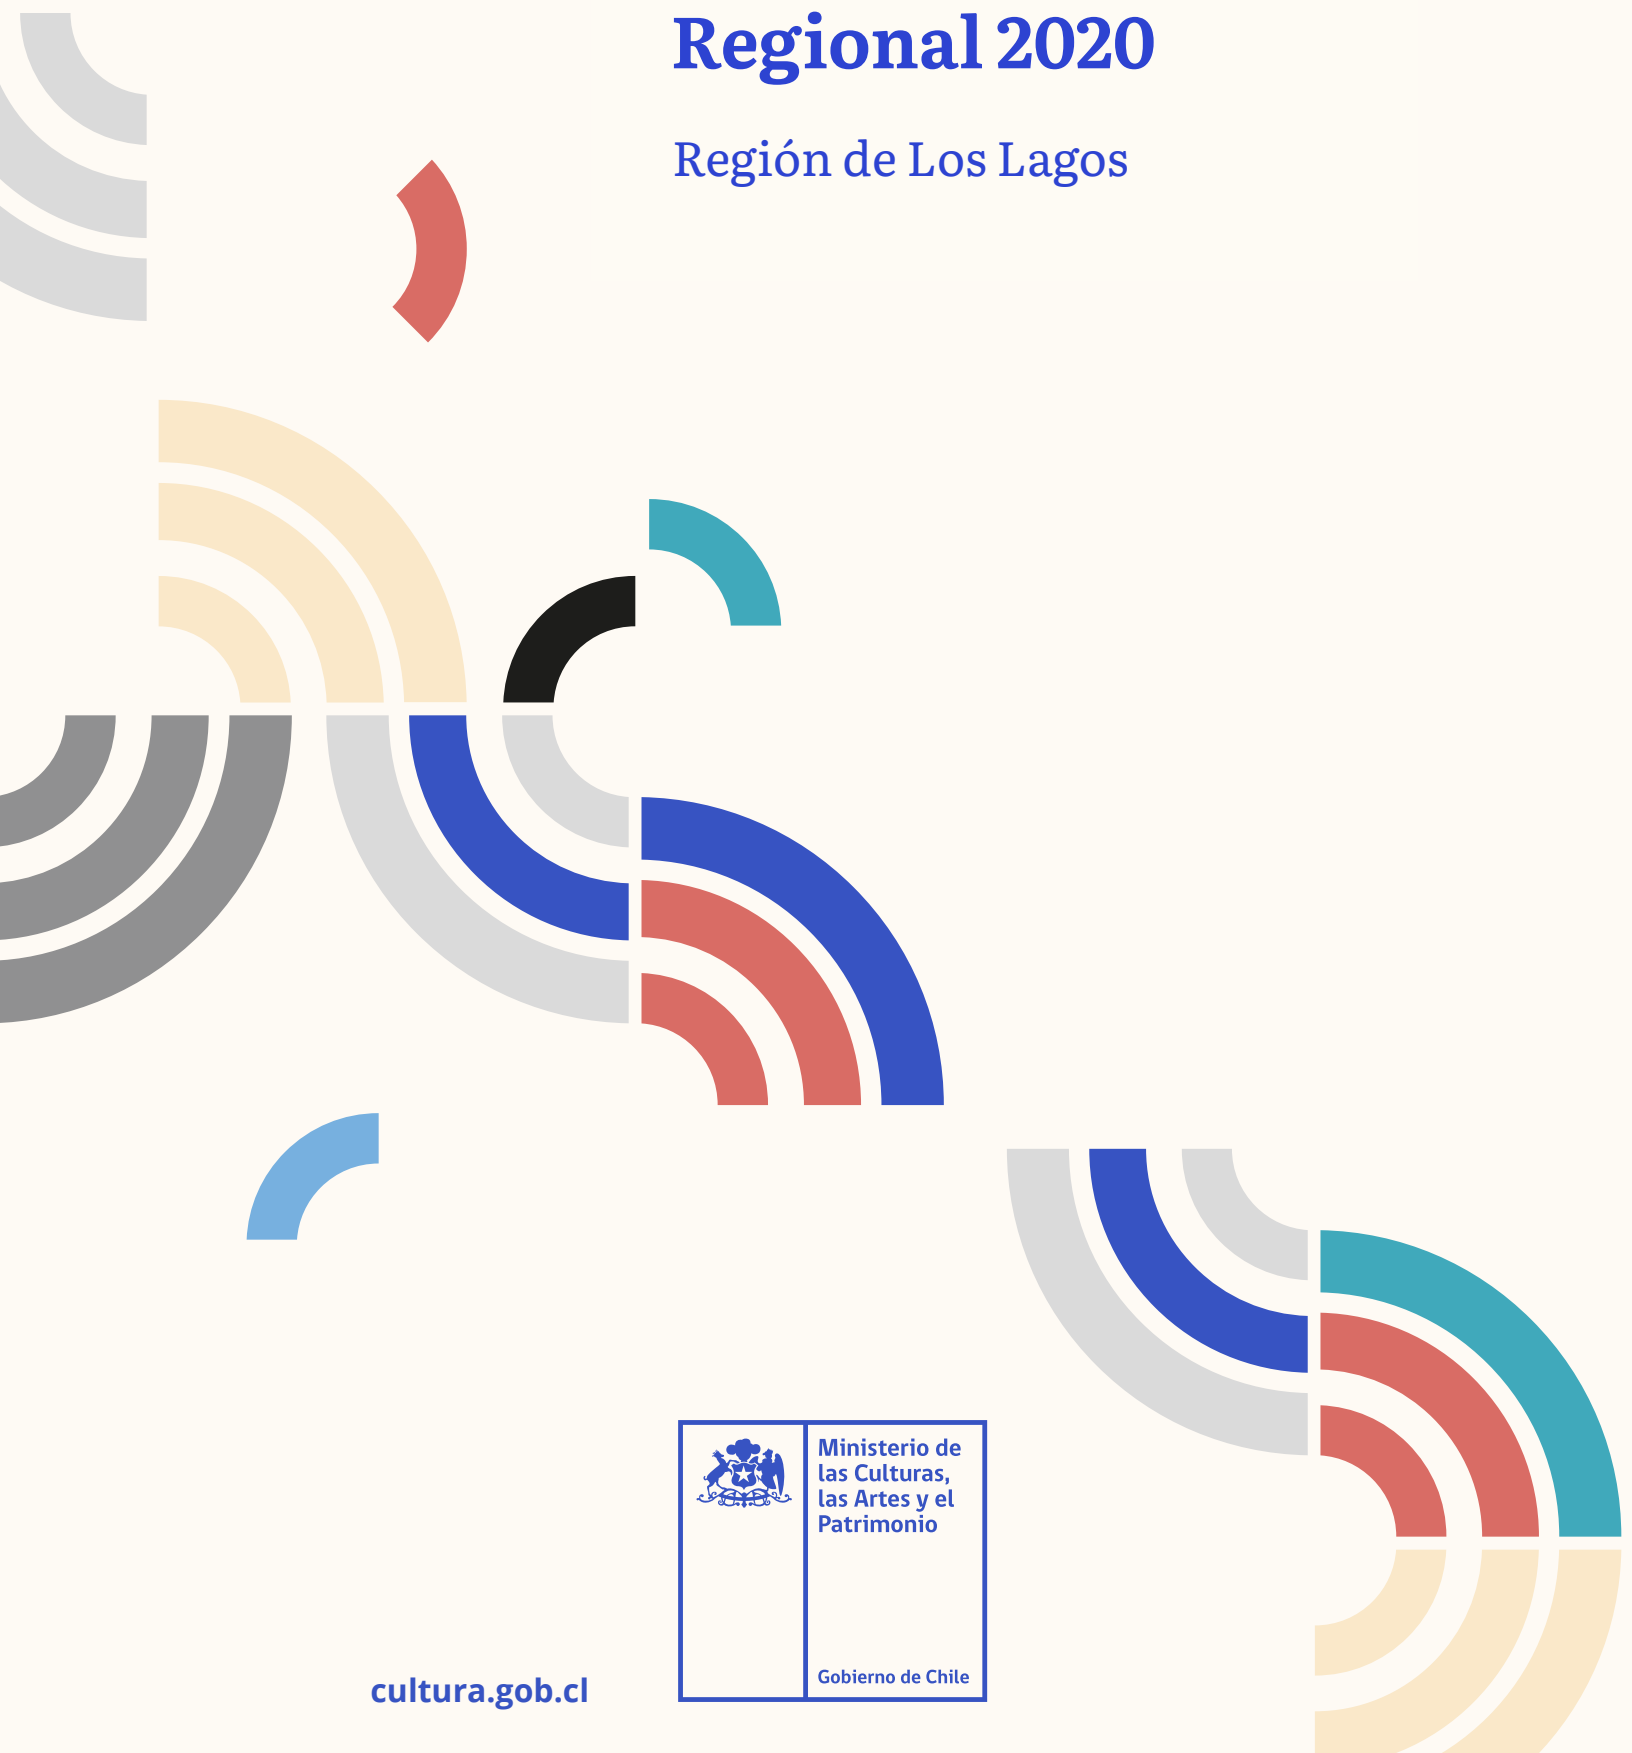 Regional 2020
Región de Los Lagos
Ministerio de
las Culturas,
las Artes y el
Patrimonio
Gobierno de Chile
cultura.gob.cl